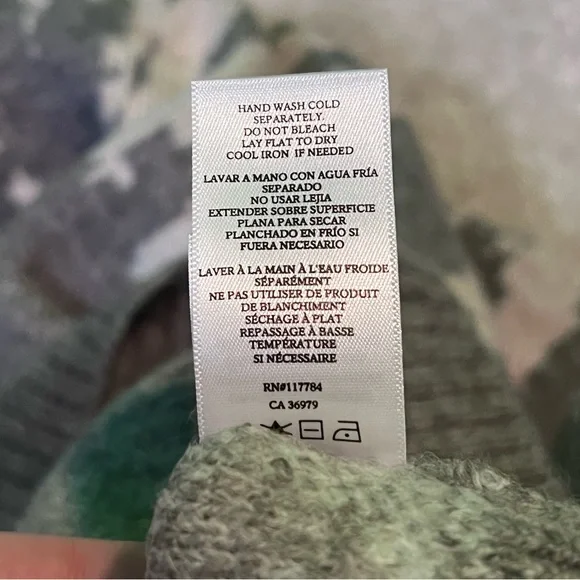 HAND WASH COLD
SEPARATELY.
DO NOT BLEACH
LAY FLAT TO DRY
COOL IRON IF NEEDED
LAVAR A MANO CON AGUA FRÍA
SEPARADO
NO USAR LEJIA
EXTENDER SOBRE SUPERFICIE
PLANA PARA SECAR
PLANCHADO EN FRÍO SI
FUERA NECESARIO
LAVER À LA MAIN À L'EAU FROIDE
SÉPARÉMENT
NE PAS UTILISER DE PRODUIT
DE BLANCHIMENT
SÉCHAGE À PLAT
REPASSAGE À BASSE
TEMPÉRATURE
SI NÉCESSAIRE
RN#117784
CA 36979